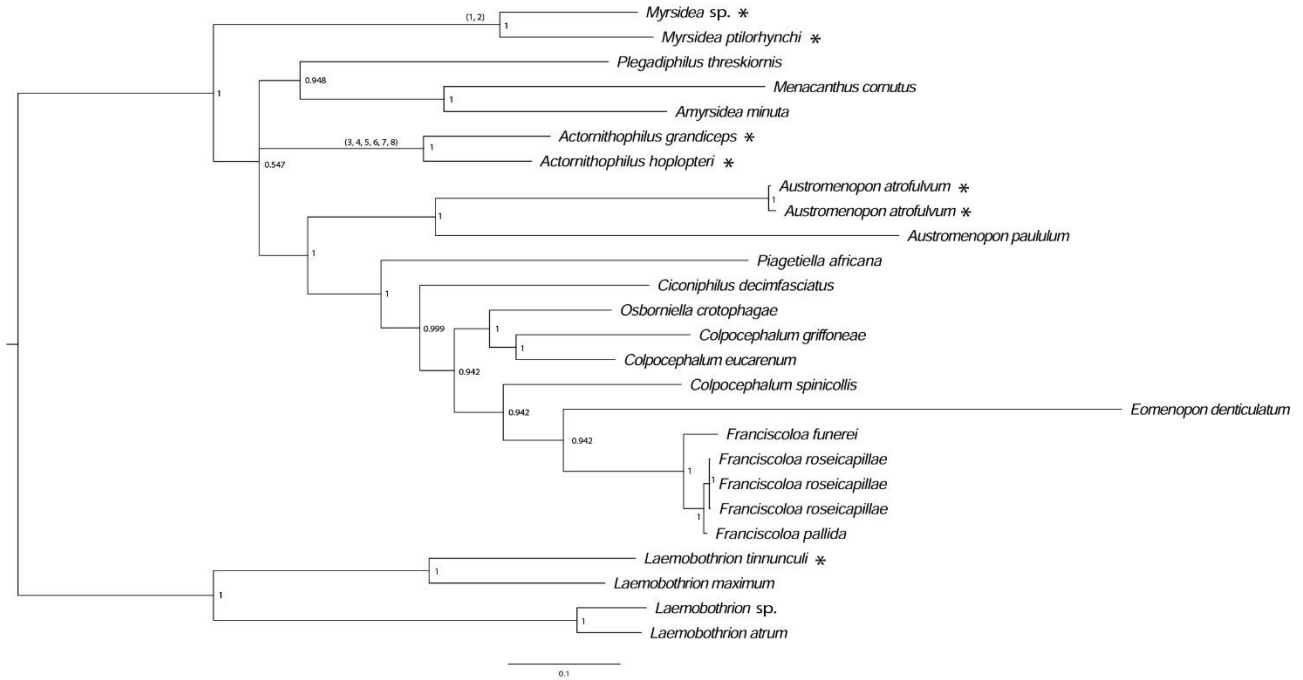 (1, 2)
Myrsidea sp. *
1
Myrsidea ptilorhynchi *
Plegadiphilus threskiornis
0.948
Menacanthus cornutus
1
1
Amyrsidea minuta
(3, 4, 5, 6, 7, 8)
Actornithophilus grandiceps *
1
0.547
Actornithophilus hoplopteri *
Austromenopon atrofulvum *
1
Austromenopon atrofulvum *
1
Austromenopon paululum
1
Piagetiella africana
1
Ciconiphilus decimfasciatus
Osborniella crotophagae
0.999
1
Colpocephalum griffoneae
1
Colpocephalum eucarenum
0.942
Colpocephalum spinicollis
Eomenopon denticulatum
0.942
Franciscoloa funerei
0.942
Franciscoloa roseicapillae
1
1
Franciscoloa roseicapillae
Franciscoloa roseicapillae
1
Franciscoloa pallida
Laemobothrion tinnunculi *
1
Laemobothrion maximum
1
Laemobothrion sp.
1
Laemobothrion atrum
0.1